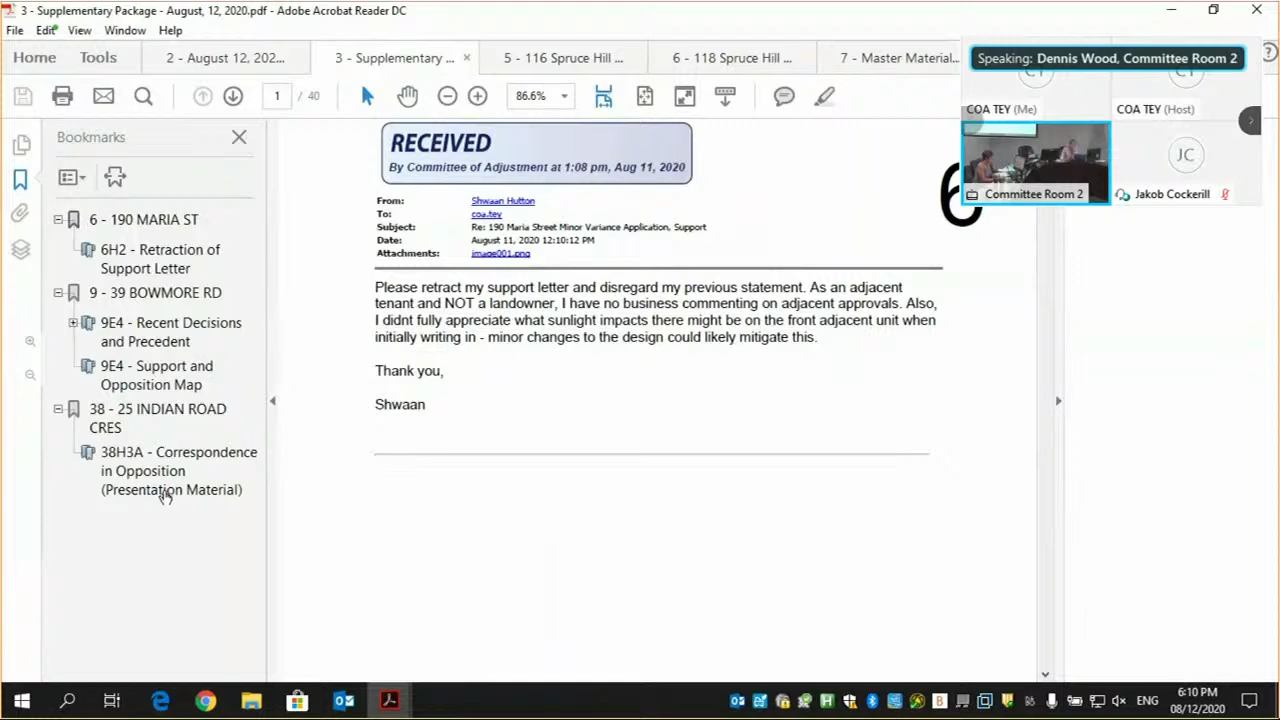 3 - Supplementary Package - August, 12, 2020.pdf - Adobe Acrobat Reader DC
File Edit View Window Help
Home Tools 2 - August 12, 202... 3 - Supplementary ... × 5 - 116 Spruce Hill ... 6 - 118 Spruce Hill ... 7 - Master Material...
Speaking: Dennis Wood, Committee Room 2
COA TEY (Me) COA TEY (Host)
1 / 40 86.6%
JC
Committee Room 2 Jakob Cockerill
Bookmarks
6 - 190 MARIA ST
6H2 - Retraction of
Support Letter
9 - 39 BOWMORE RD
9E4 - Recent Decisions
and Precedent
9E4 - Support and
Opposition Map
38 - 25 INDIAN ROAD
CRES
38H3A - Correspondence
in Opposition
(Presentation Material)
RECEIVED
By Committee of Adjustment at 1:08 pm, Aug 11, 2020
6
From: Shwaan Hutton
To: coa.tey
Subject: Re: 190 Maria Street Minor Variance Application, Support
Date: August 11, 2020 12:10:12 PM
Attachments: image001.png
Please retract my support letter and disregard my previous statement. As an adjacent
tenant and NOT a landowner, I have no business commenting on adjacent approvals. Also,
I didnt fully appreciate what sunlight impacts there might be on the front adjacent unit when
initially writing in - minor changes to the design could likely mitigate this.
Thank you,
Shwaan
ENG
6:10 PM
08/12/2020